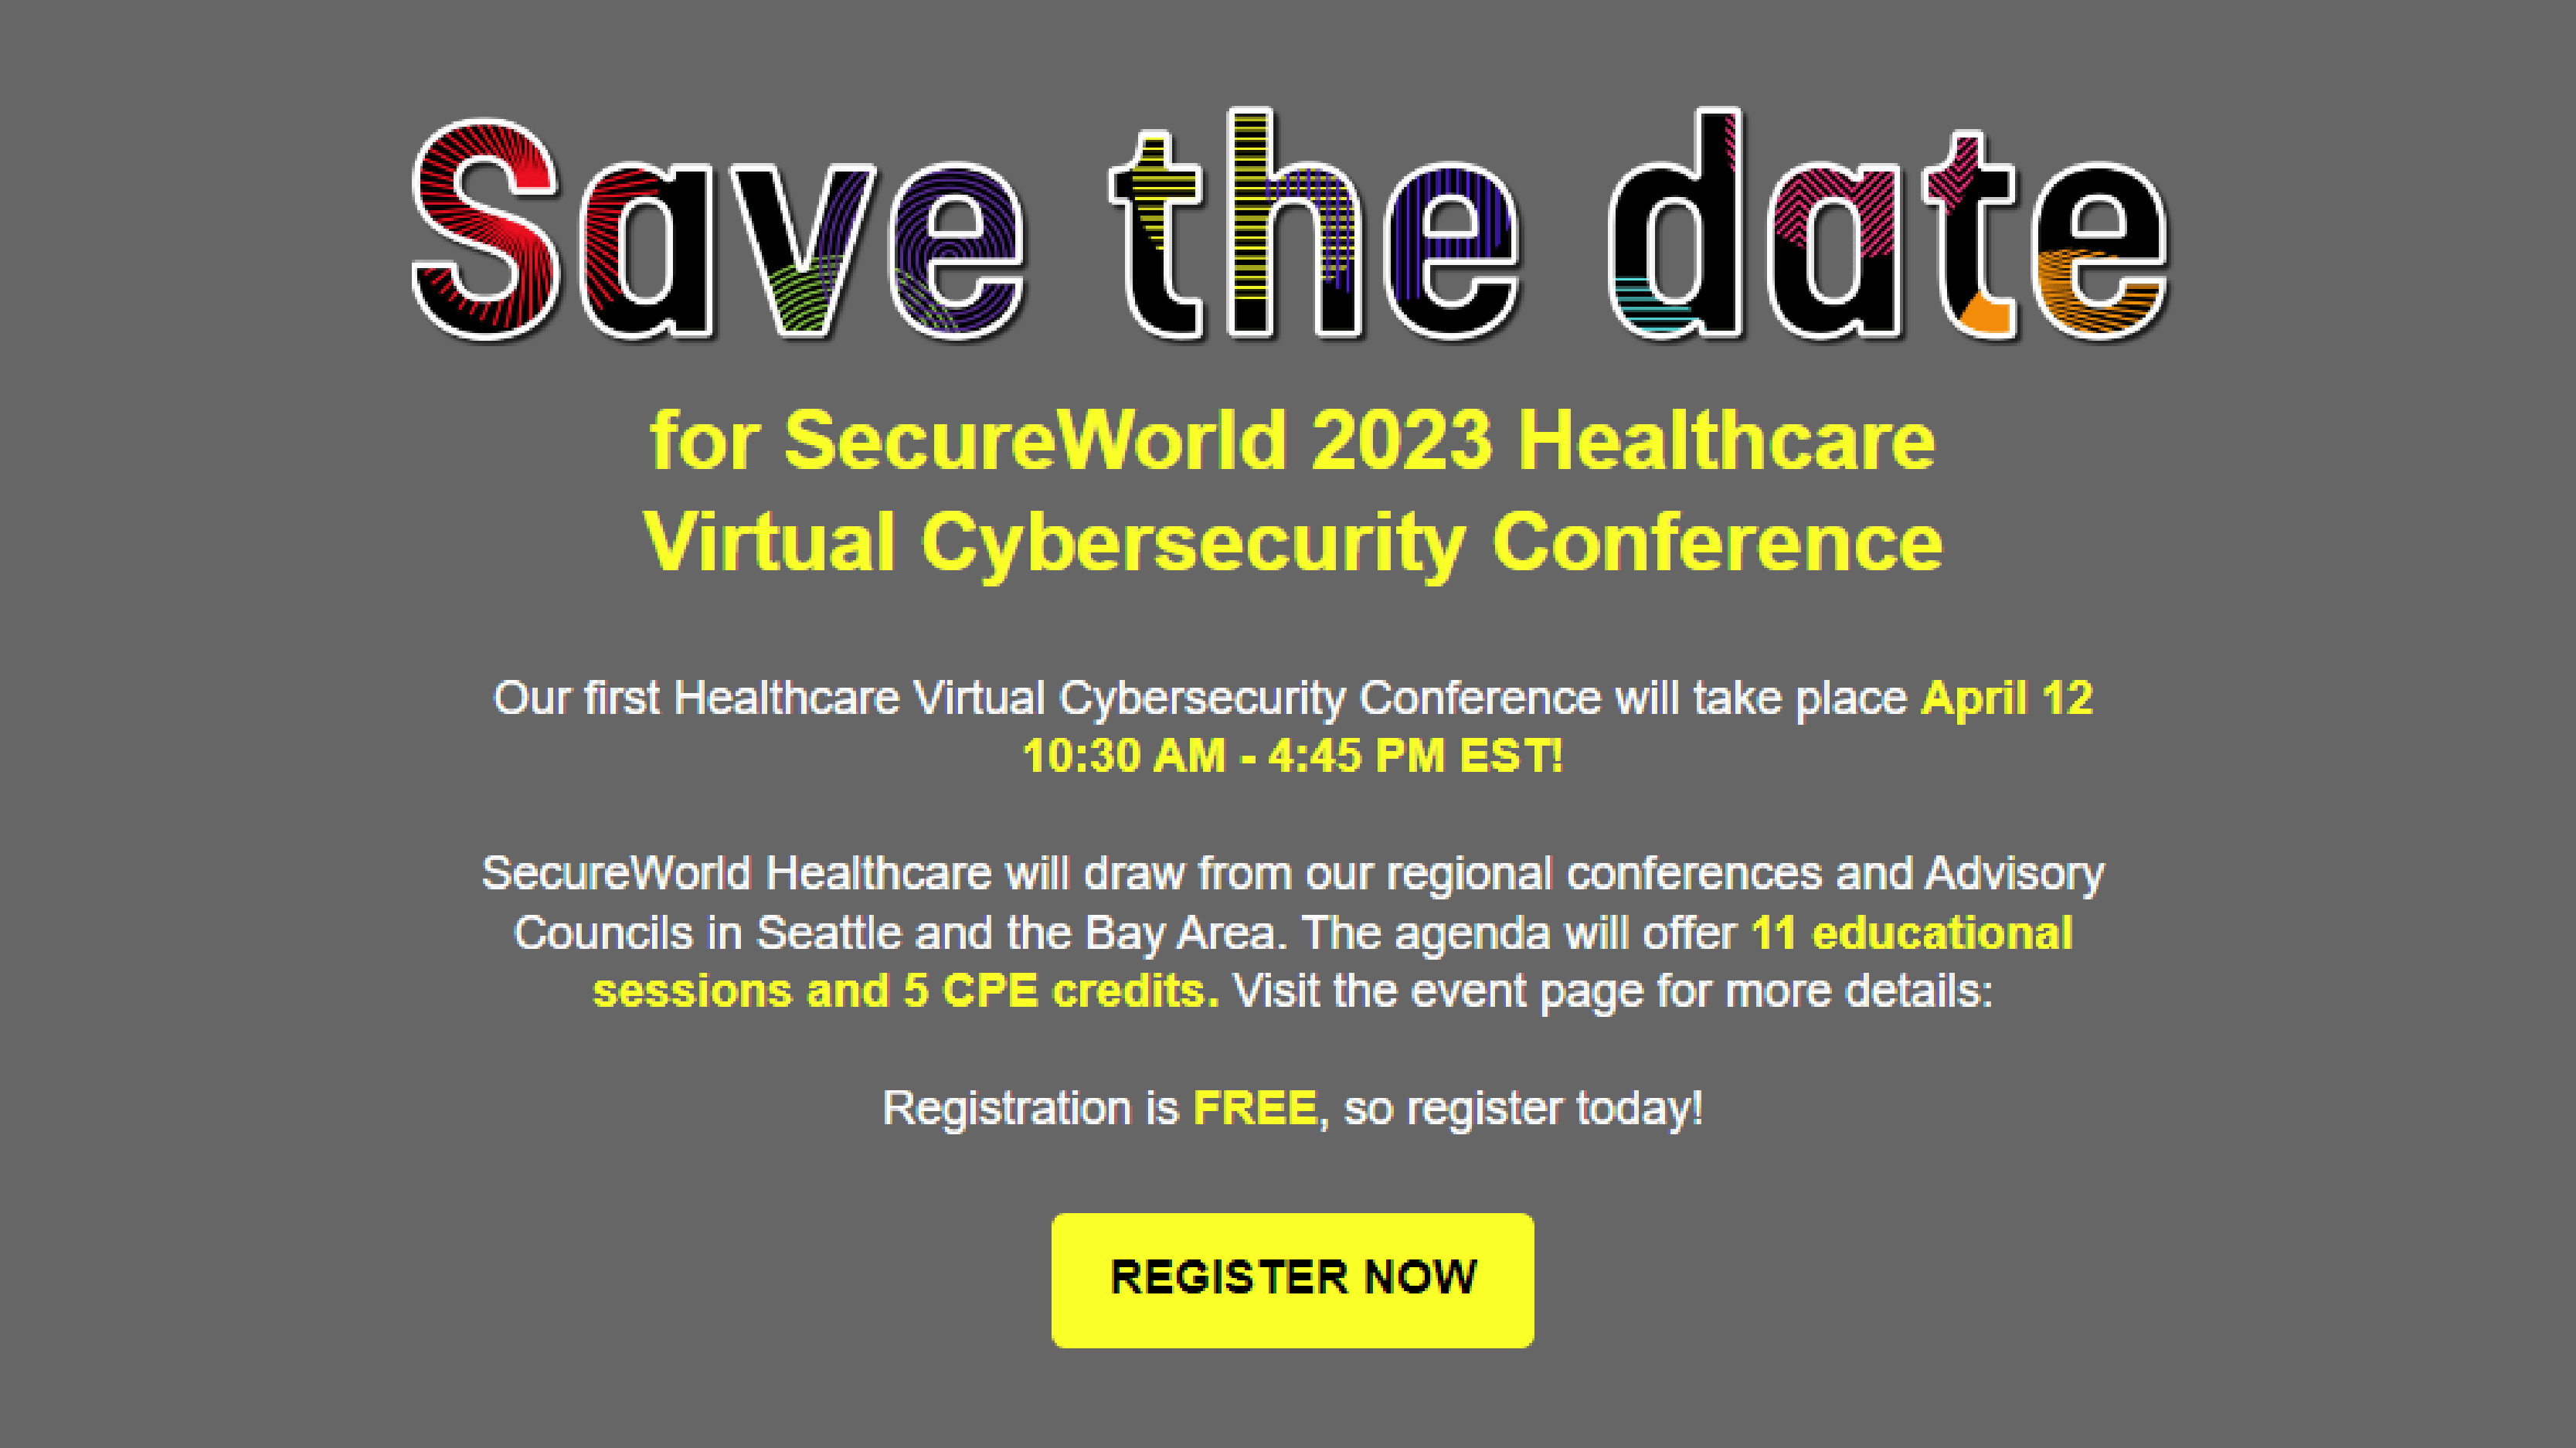 Save the date
for SecureWorld 2023 Healthcare
Virtual Cybersecurity Conference
Our first Healthcare Virtual Cybersecurity Conference will take place April 12
10:30 AM - 4:45 PM EST!
SecureWorld Healthcare will draw from our regional conferences and Advisory
Councils in Seattle and the Bay Area. The agenda will offer 11 educational
sessions and 5 CPE credits. Visit the event page for more details:
Registration is FREE, so register today!
REGISTER NOW